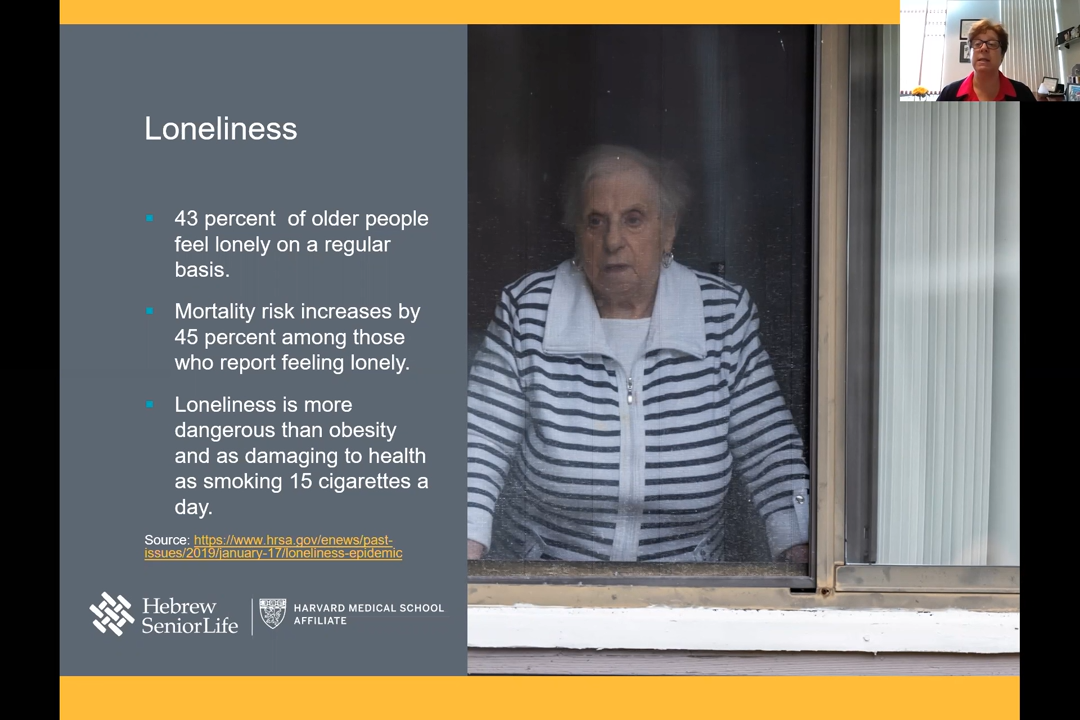 Loneliness
43 percent  of older people
feel lonely on a regular
basis.
Mortality risk increases by
45 percent among those
who report feeling lonely.
Loneliness is more
dangerous than obesity
and as damaging to health
as smoking 15 cigarettes a
day.
Source: https://www.hrsa.gov/enews/past-
issues/2019/january-17/loneliness-epidemic
Hebrew
SeniorLife
HARVARD MEDICAL SCHOOL
AFFILIATE